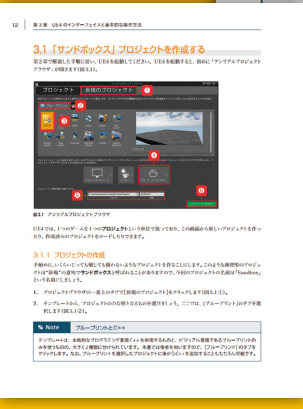 12 第3章 UE4 のインターフェイスと基本的な操作方法
3.1 「サンドボックス」プロジェクトを作成する
第2章で解説した手順に従い、UE4を起動してください。UE4を起動すると、初めに「アンリアルプロジェクト
ブラウザ」が開きます(図3.1)。
プロジェクト 新規のプロジェクト
ブループリント
図3.1 アンリアルプロジェクトブラウザ
UE4では、1つのゲームを1つのプロジェクトという単位で扱っており、この画面から新しいプロジェクトを作っ
たり、作成済みのプロジェクトをロードしたりできます。
3.1.1 プロジェクトの作成
手始めに、いくらいじっても壊しても構わないようなプロジェクトを作ることにします。このような練習用のプロジェ
クトは"砂場"の意味でサンドボックスと呼ばれることがありますので、今回のプロジェクトの名前は「Sandbox」
という名前にしましょう。
1. プロジェクトブラウザの一番上のタブで[新規のプロジェクト]をクリックします(図3.1①)。
2. テンプレートから、プロジェクトのひな形となるものを選びましょう。ここでは、[ブループリント]のタブを選
択します(図3.1②)。
Note ブループリントとC++
テンプレートは、本格的なプログラミング言語C++を併用するものと、ビジュアル言語であるブループリントの
みを使うものの、大きく2種類に分けられています。本書では後者を用いますので、[ブループリント]のタブを
クリックします。なお、ブループリントを選択したプロジェクトに後からC++を追加することももちろん可能です。